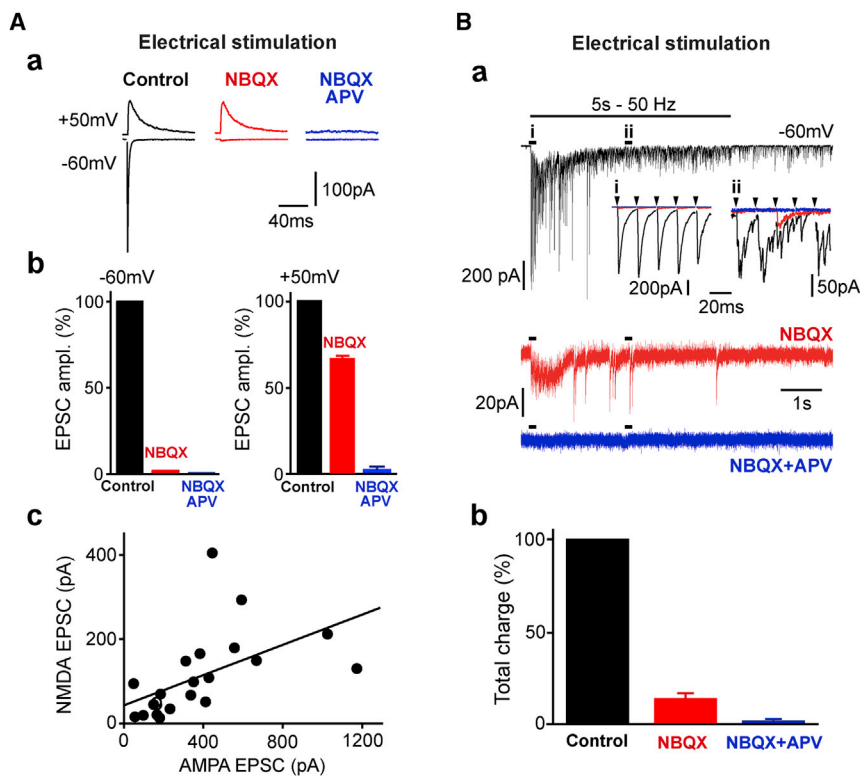 A
Electrical stimulation
a
Control NBQX NBQX
APV
+50mV
-60mV
100pA
40ms
b
-60mV
+50mV
100
50
0
EPSC ampl. (%)
NBQX
Control NBQX
APV
100
50
0
EPSC ampl. (%)
NBQX
Control NBQX
APV
c
400
200
0
NMDA EPSC (pA)
0 400 800 1200
AMPA EPSC (pA)
B
Electrical stimulation
a
5s - 50 Hz
i ii -60mV
i ii
200 pA
200pA
20ms
50pA
NBQX
20pA
1s
NBQX+APV
b
100
50
0
Total charge (%)
Control NBQX NBQX+APV